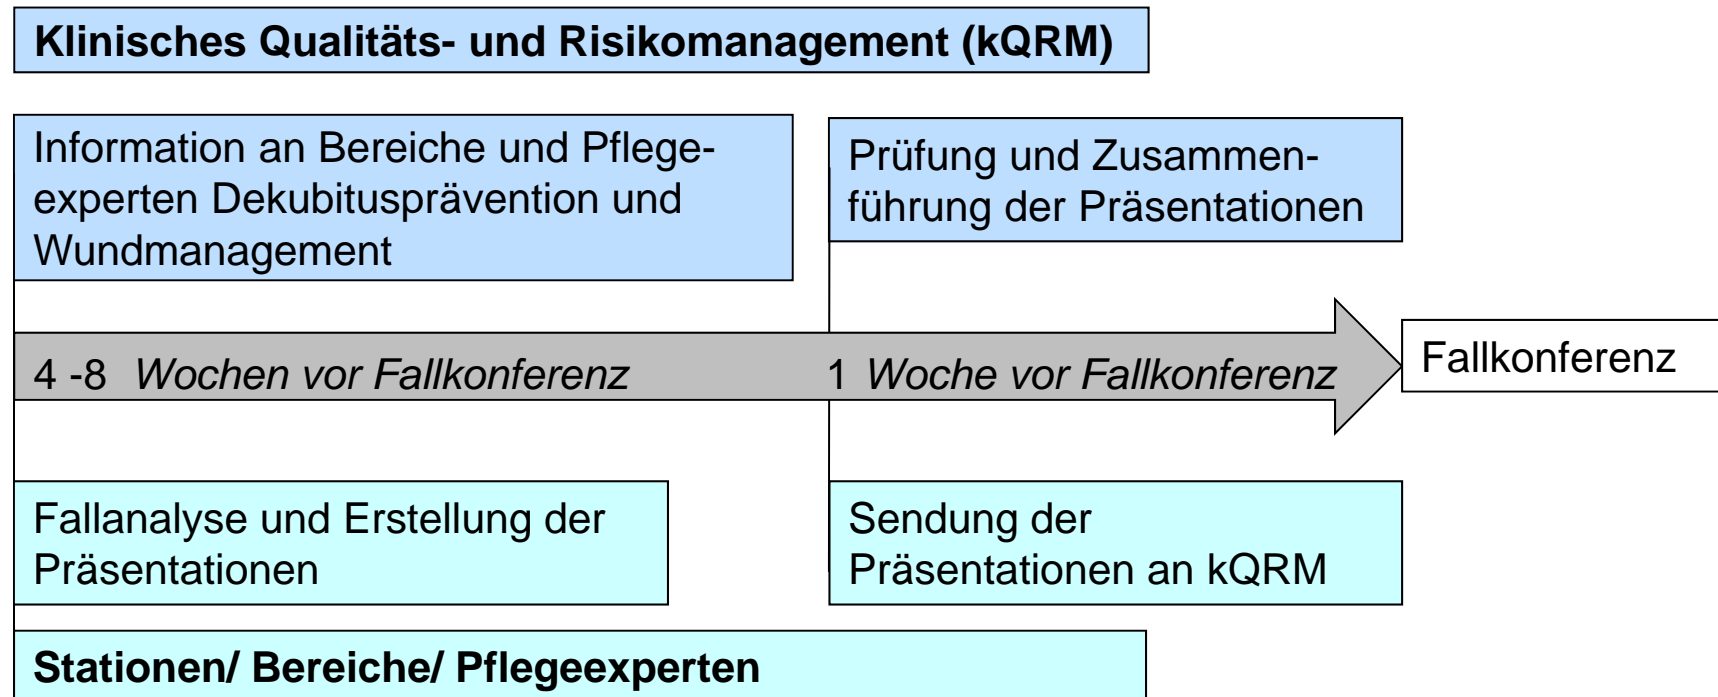 Klinisches Qualitäts- und Risikomanagement (kQRM)
Information an Bereiche und Pflege-
experten Dekubitusprävention und
Wundmanagement
Prüfung und Zusammen-
führung der Präsentationen
4 -8 Wochen vor Fallkonferenz
1 Woche vor Fallkonferenz
Fallkonferenz
Fallanalyse und Erstellung der
Präsentationen
Sendung der
Präsentationen an kQRM
Stationen/ Bereiche/ Pflegeexperten